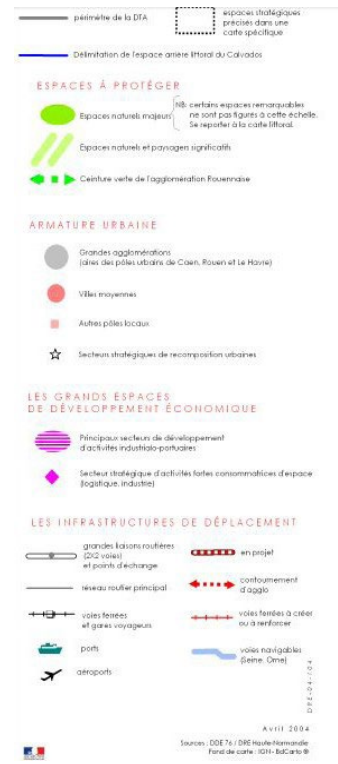 périmètre de la DTA
espaces stratégiques
précisés dans une
carte spécifique
Délimitation de l'espace arrière littoral du Calvados
ESPACES À PROTÉGER
Espaces naturels majeurs
NB: certains espaces remarquables
ne sont pas figurés à cette échelle.
Se reporter à la carte littoral.
Espaces naturels et paysagers significatifs
Ceinture verte de l'agglomération Rouennaise
ARMATURE URBAINE
Grandes agglomérations
(aires des pôles urbains de Caen, Rouen et Le Havre)
Villes moyennes
Autres pôles locaux
Secteurs stratégiques de recomposition urbaines
LES GRANDS ESPACES
DE DÉVELOPPEMENT ÉCONOMIQUE
Principaux secteurs de développement
d'activités industrialo-portuaires
Secteur stratégique d'activités fortes consommatrices d'espace
(logistique, industrie)
LES INFRASTRUCTURES DE DÉPLACEMENT
grandes liaisons routières
(2X2 voies)
et points d'échange
en projet
réseau routier principal
contournement
d'agglo
voies ferrées
et gares voyageurs
voies ferrées à créer
ou à renforcer
ports
voies navigables
(Seine, Orne)
aéroports
DRE-04-104
Avril 2004
Sources : DDE 76 / DRE Haute-Normandie
Fond de carte : IGN - BdCarto ®